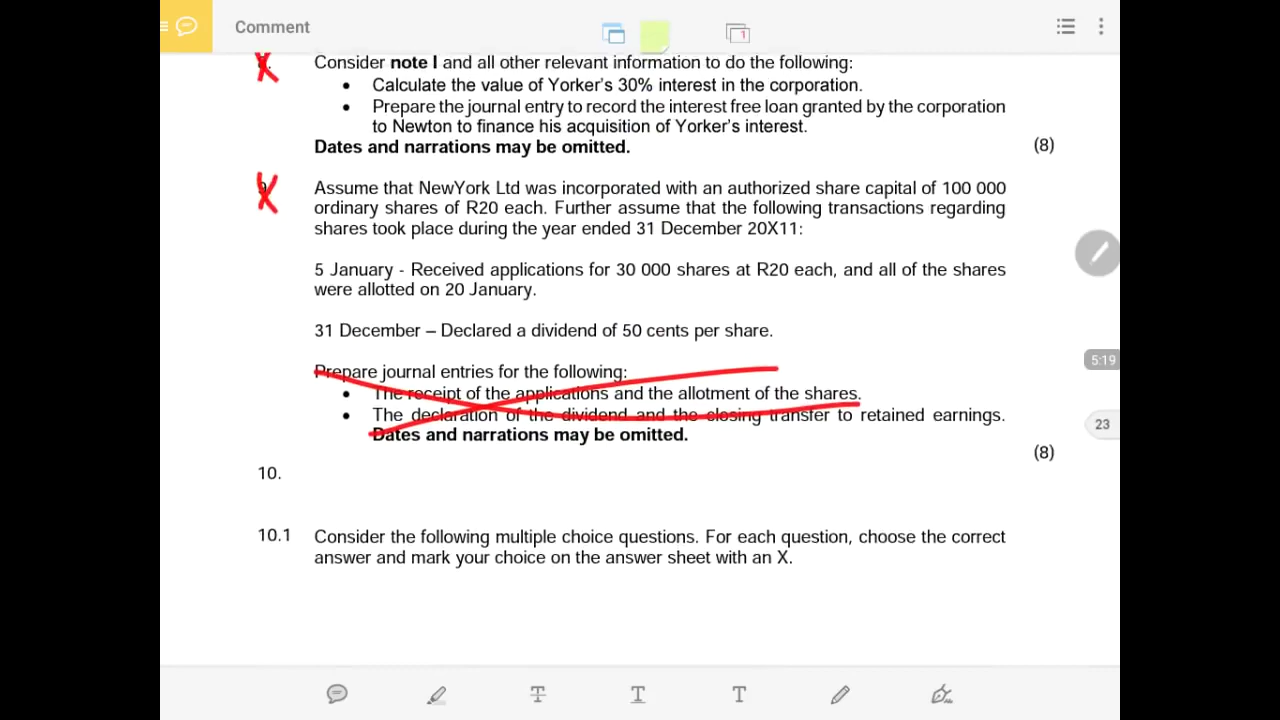 Comment
1
Consider note I and all other relevant information to do the following:
• Calculate the value of Yorker's 30% interest in the corporation.
• Prepare the journal entry to record the interest free loan granted by the corporation
to Newton to finance his acquisition of Yorker's interest.
Dates and narrations may be omitted.
(8)
Assume that NewYork Ltd was incorporated with an authorized share capital of 100 000
ordinary shares of R20 each. Further assume that the following transactions regarding
shares took place during the year ended 31 December 20X11:
5 January - Received applications for 30 000 shares at R20 each, and all of the shares
were allotted on 20 January.
31 December – Declared a dividend of 50 cents per share.
5:19
Prepare journal entries for the following:
• The receipt of the applications and the allotment of the shares.
• The declaration of the dividend and the closing transfer to retained earnings.
23
Dates and narrations may be omitted.
(8)
10.
10.1 Consider the following multiple choice questions. For each question, choose the correct
answer and mark your choice on the answer sheet with an X.
T T T